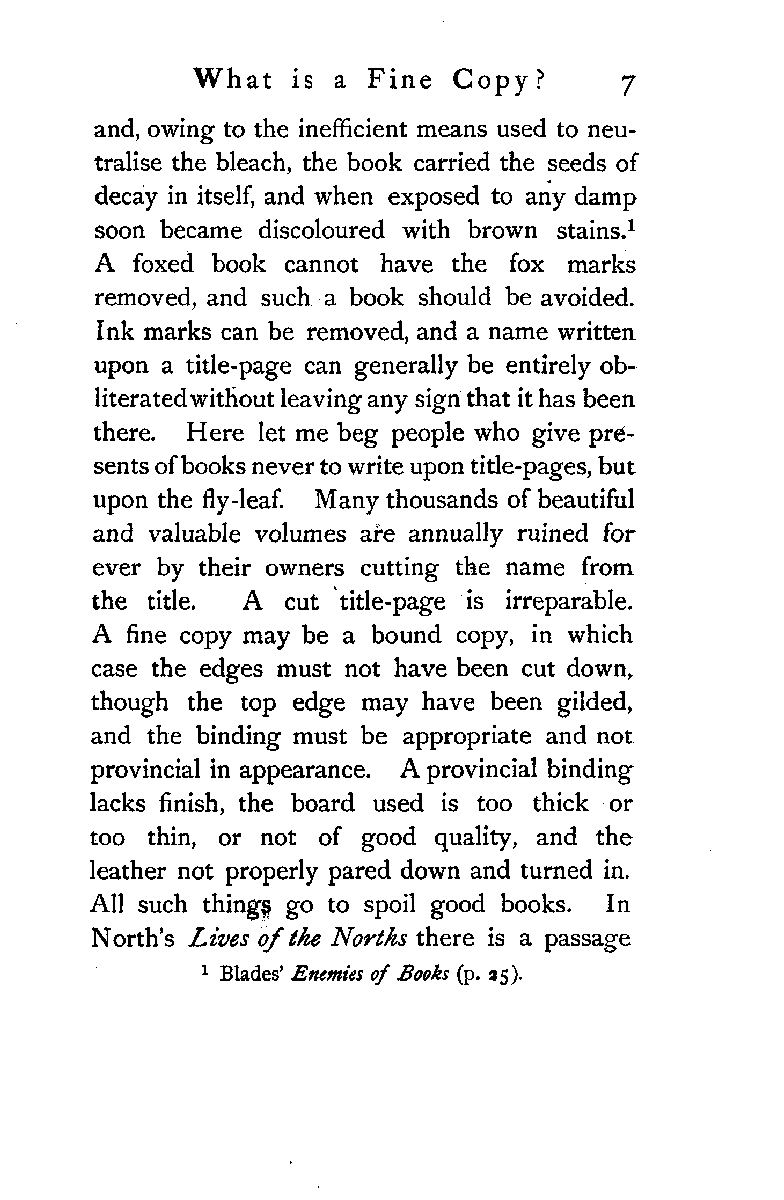 What is a Fine Copy? 7
and, owing to the inefficient means used to neu-
tralise the bleach, the book carried the seeds of
decay in itself, and when exposed to any damp
soon became discoloured with brown stains.¹
A foxed book cannot have the fox marks
removed, and such a book should be avoided.
Ink marks can be removed, and a name written
upon a title-page can generally be entirely ob-
literated without leaving any sign that it has been
there. Here let me beg people who give pre-
sents of books never to write upon title-pages, but
upon the fly-leaf. Many thousands of beautiful
and valuable volumes are annually ruined for
ever by their owners cutting the name from
the title. A cut title-page is irreparable.
A fine copy may be a bound copy, in which
case the edges must not have been cut down,
though the top edge may have been gilded,
and the binding must be appropriate and not
provincial in appearance. A provincial binding
lacks finish, the board used is too thick or
too thin, or not of good quality, and the
leather not properly pared down and turned in.
All such things go to spoil good books. In
North's Lives of the Norths there is a passage
¹ Blades' Enemies of Books (p. 25).